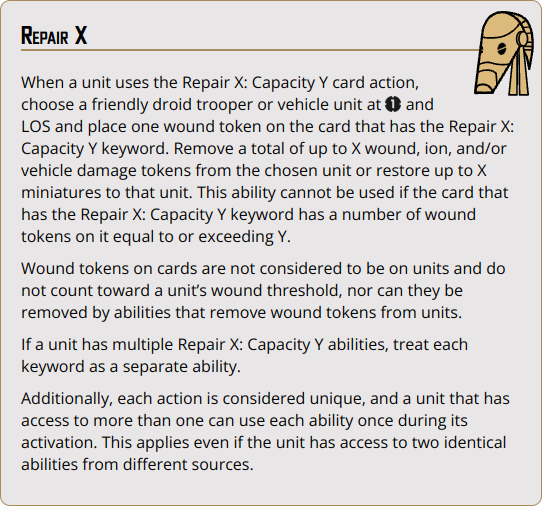 REPAIR X
When a unit uses the Repair X: Capacity Y card action,
choose a friendly droid trooper or vehicle unit at 1 and
LOS and place one wound token on the card that has the Repair X:
Capacity Y keyword. Remove a total of up to X wound, ion, and/or
vehicle damage tokens from the chosen unit or restore up to X
miniatures to that unit. This ability cannot be used if the card that
has the Repair X: Capacity Y keyword has a number of wound
tokens on it equal to or exceeding Y.
Wound tokens on cards are not considered to be on units and do
not count toward a unit’s wound threshold, nor can they be
removed by abilities that remove wound tokens from units.
If a unit has multiple Repair X: Capacity Y abilities, treat each
keyword as a separate ability.
Additionally, each action is considered unique, and a unit that has
access to more than one can use each ability once during its
activation. This applies even if the unit has access to two identical
abilities from different sources.